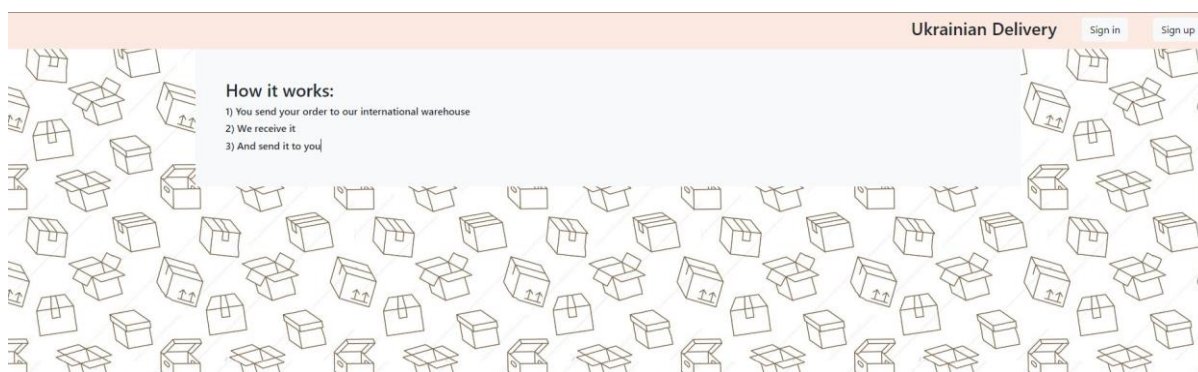 Ukrainian Delivery Sign in Sign up
How it works:
1) You send your order to our international warehouse
2) We receive it
3) And send it to you